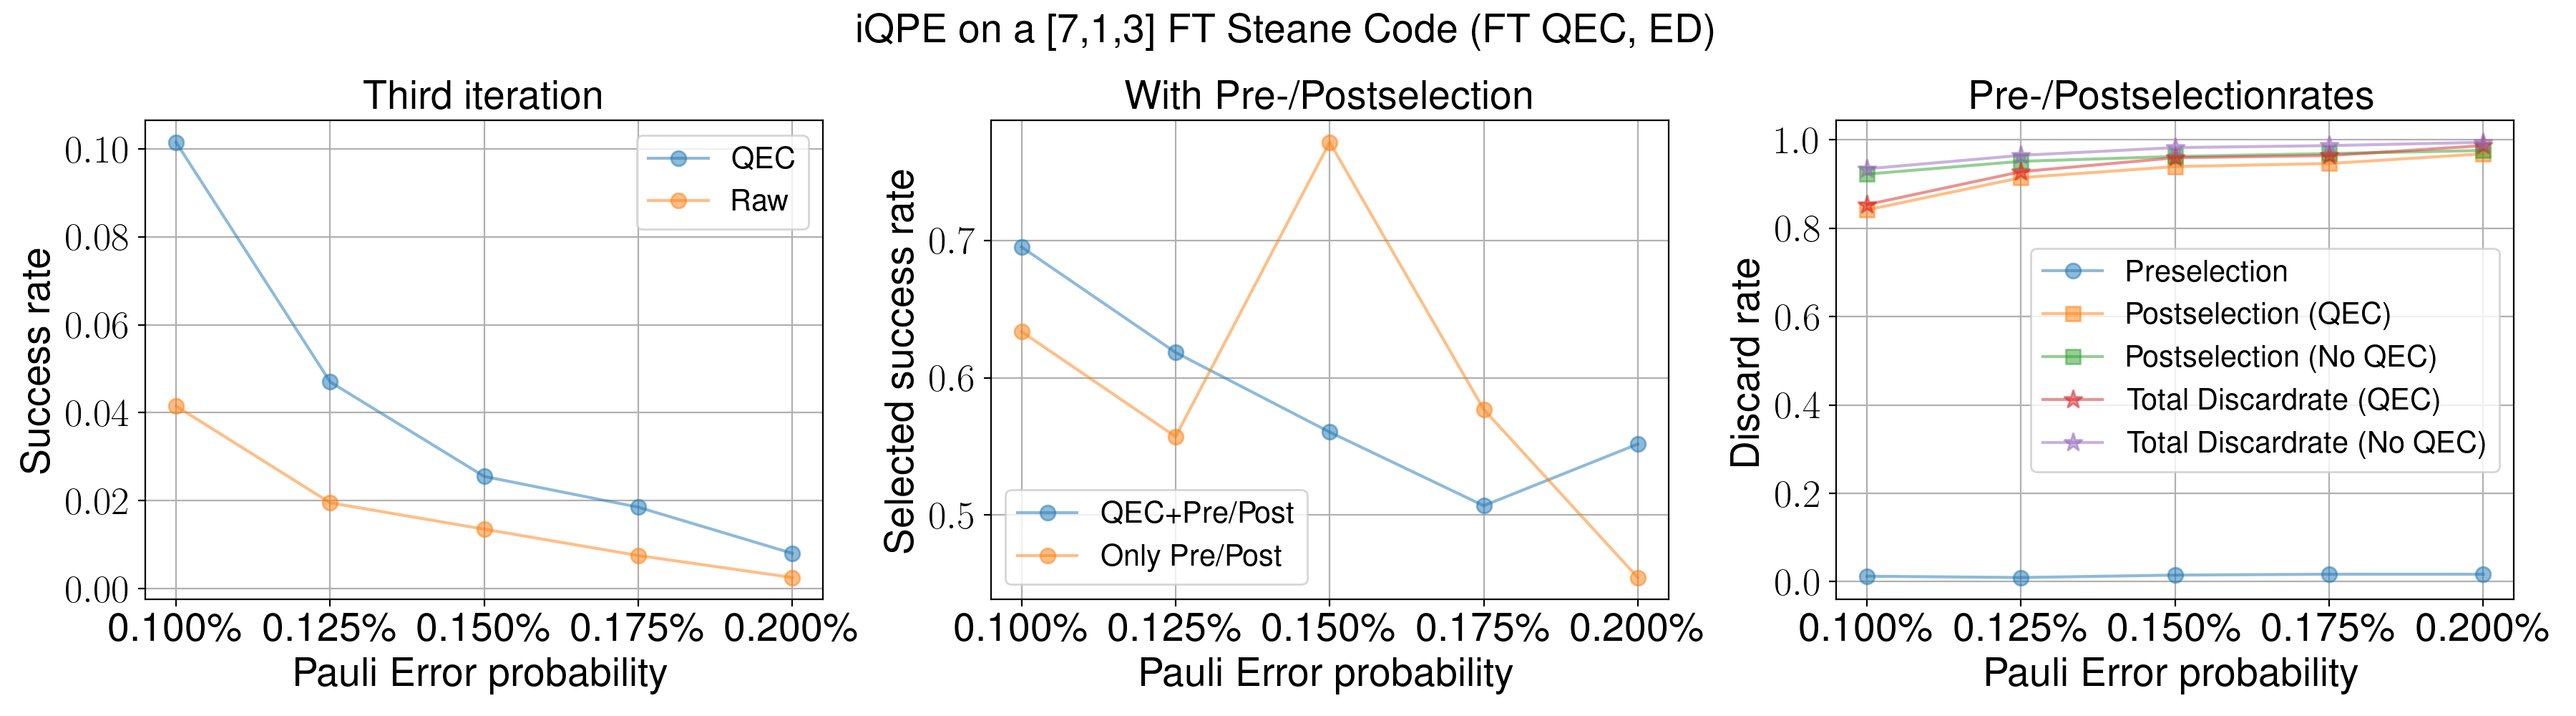 iQPE on a [7,1,3] FT Steane Code (FT QEC, ED)
Third iteration
Success rate
0.10
0.08
0.06
0.04
0.02
0.00
QEC
Raw
0.100% 0.125% 0.150% 0.175% 0.200%
Pauli Error probability
With Pre-/Postselection
Selected success rate
0.7
0.6
0.5
QEC+Pre/Post
Only Pre/Post
0.100% 0.125% 0.150% 0.175% 0.200%
Pauli Error probability
Pre-/Postselectionrates
Discard rate
1.0
0.8
0.6
0.4
0.2
0.0
Preselection
Postselection (QEC)
Postselection (No QEC)
Total Discardrate (QEC)
Total Discardrate (No QEC)
0.100% 0.125% 0.150% 0.175% 0.200%
Pauli Error probability